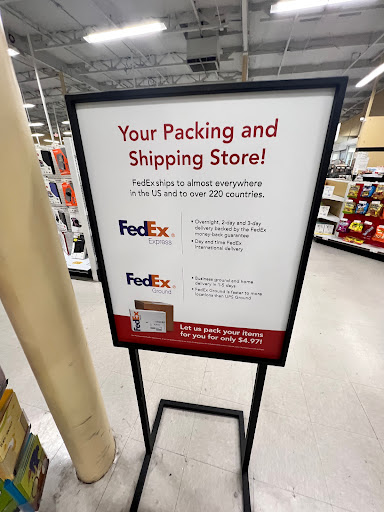 Your Packing and
Shipping Store!
FedEx ships to almost everywhere
in the US and to over 220 countries.
FedEx®
Express
• Overnight, 2-day and 3-day
delivery backed by the FedEx
money-back guarantee
• Day and time FedEx
International delivery
FedEx®
Ground
• Business ground and home
delivery in 1-5 days.
• FedEx Ground is faster to more
locations than UPS Ground
Let us pack your items
for you for only $4.97!